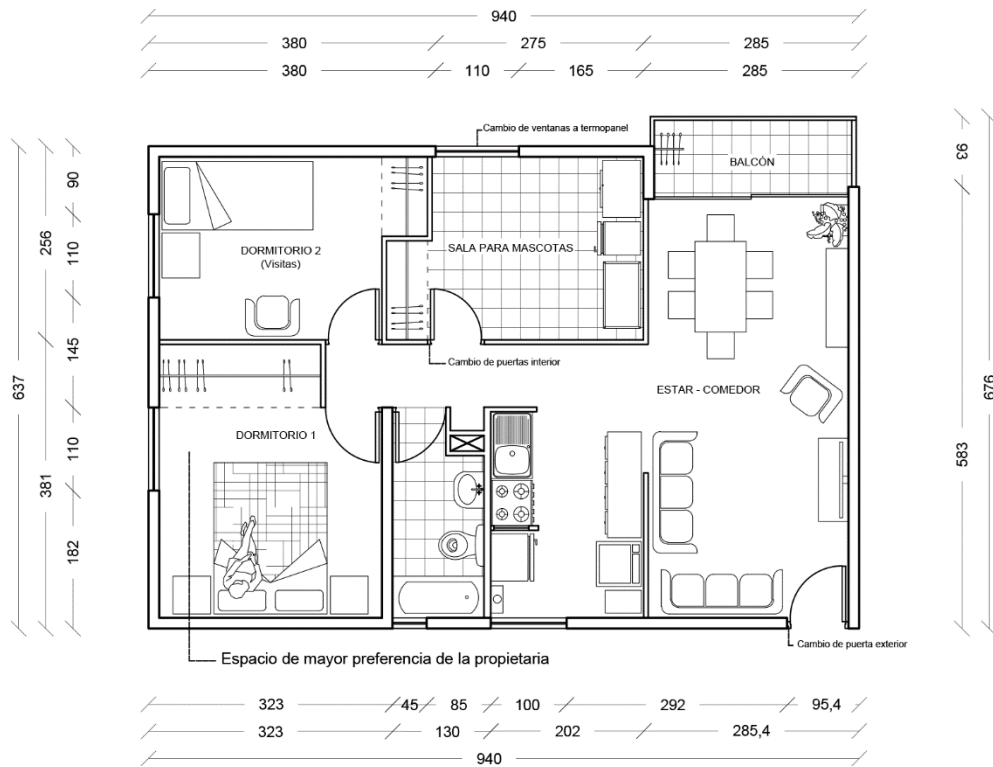 940
380 275 285
380 110 165 285
Cambio de ventanas a termopanel
BALCÓN
DORMITORIO 2
(Visitas)
SALA PARA MASCOTAS
Cambio de puertas interior
ESTAR - COMEDOR
DORMITORIO 1
Cambio de puerta exterior
Espacio de mayor preferencia de la propietaria
637
256 381
90 110 145 110 182
93 583
676
323 45 85 100 292 95,4
323 130 202 285,4
940